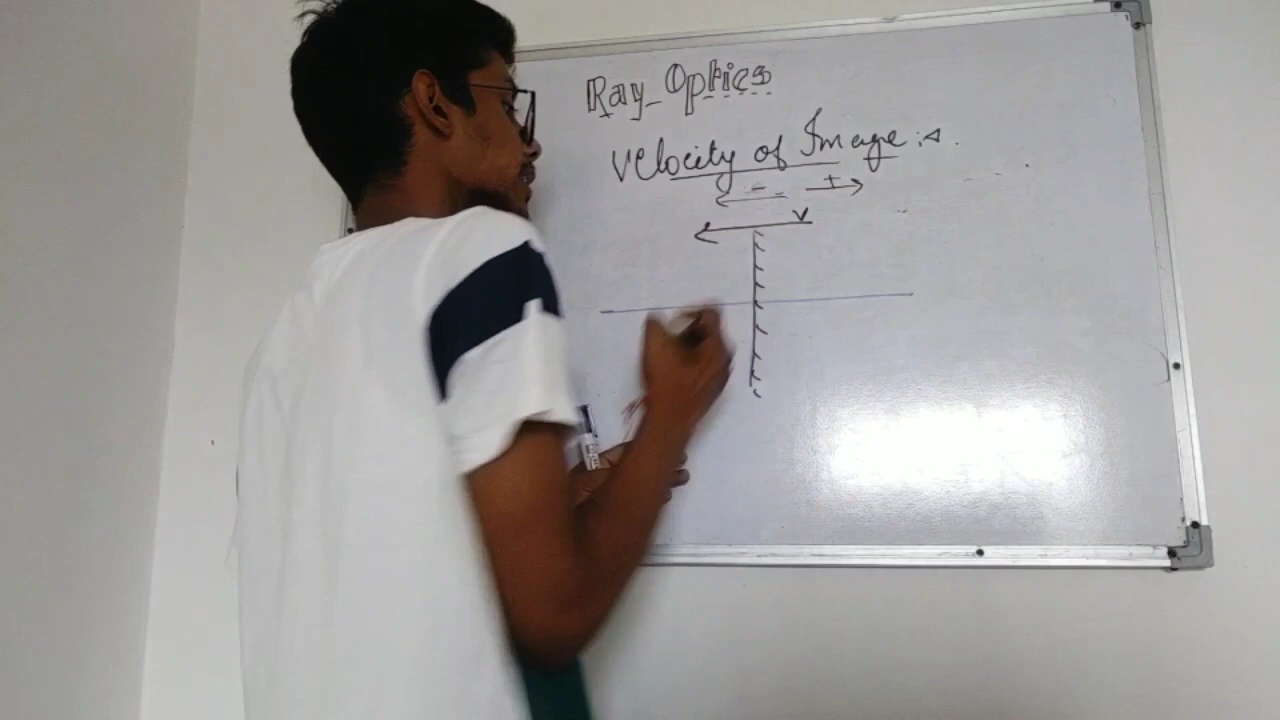 Ray Optics
Velocity of Image :-
- +
V